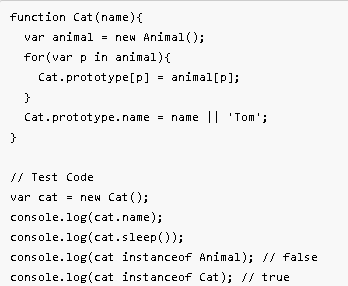 function Cat(name){
  var animal = new Animal();
  for(var p in animal){
    Cat.prototype[p] = animal[p];
  }
  Cat.prototype.name = name || 'Tom';
}

// Test Code
var cat = new Cat();
console.log(cat.name);
console.log(cat.sleep());
console.log(cat instanceof Animal); // false
console.log(cat instanceof Cat); // true